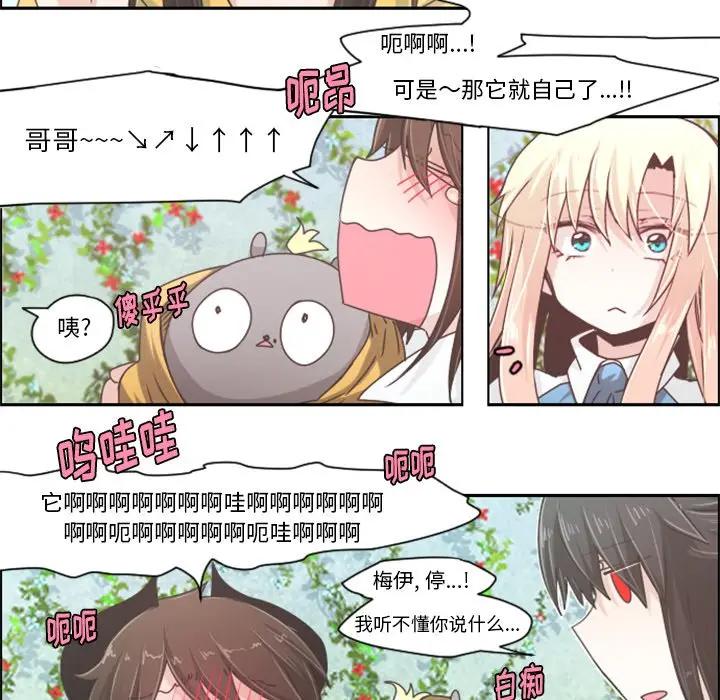 呃啊啊...!
可是～那它就自己了...!!
呃昂
哥哥~~~↘↗↓↑↑↑
咦?
傻乎乎
呜哇哇
呃呃
它啊啊啊啊啊啊啊哇啊啊啊啊啊啊
啊啊呃啊啊啊啊啊呃哇啊啊啊
梅伊, 停...!
我听不懂你说什么...
呃呃
白痴